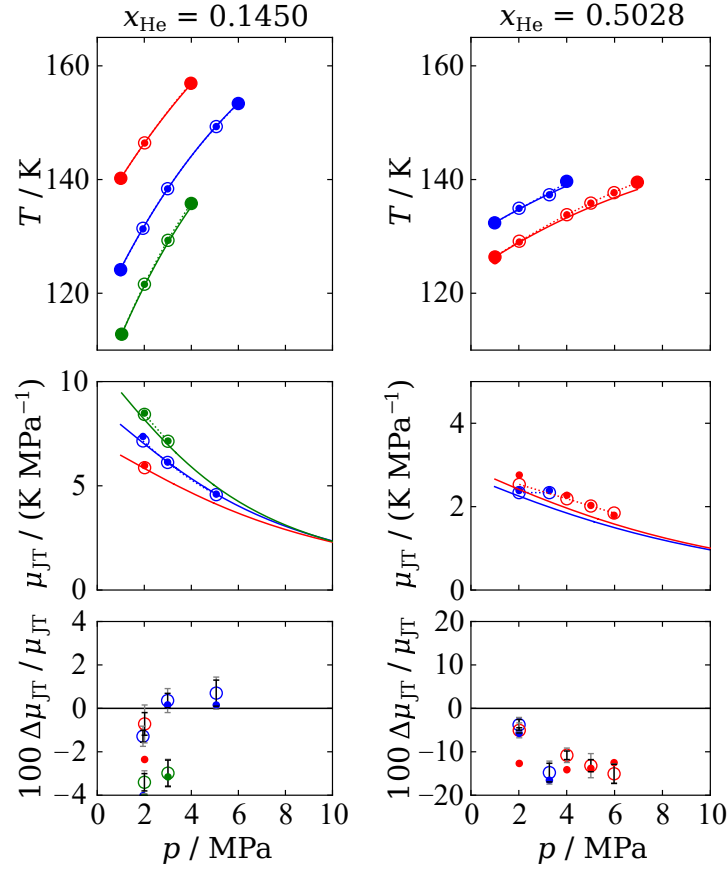 x_He = 0.1450
x_He = 0.5028
T / K
160
140
120
T / K
160
140
120
μ_JT / (K MPa⁻¹)
10
5
0
μ_JT / (K MPa⁻¹)
4
2
0
100 Δμ_JT / μ_JT
4
2
0
−2
−4
0 2 4 6 8 10
p / MPa
100 Δμ_JT / μ_JT
20
10
0
−10
−20
0 2 4 6 8 10
p / MPa